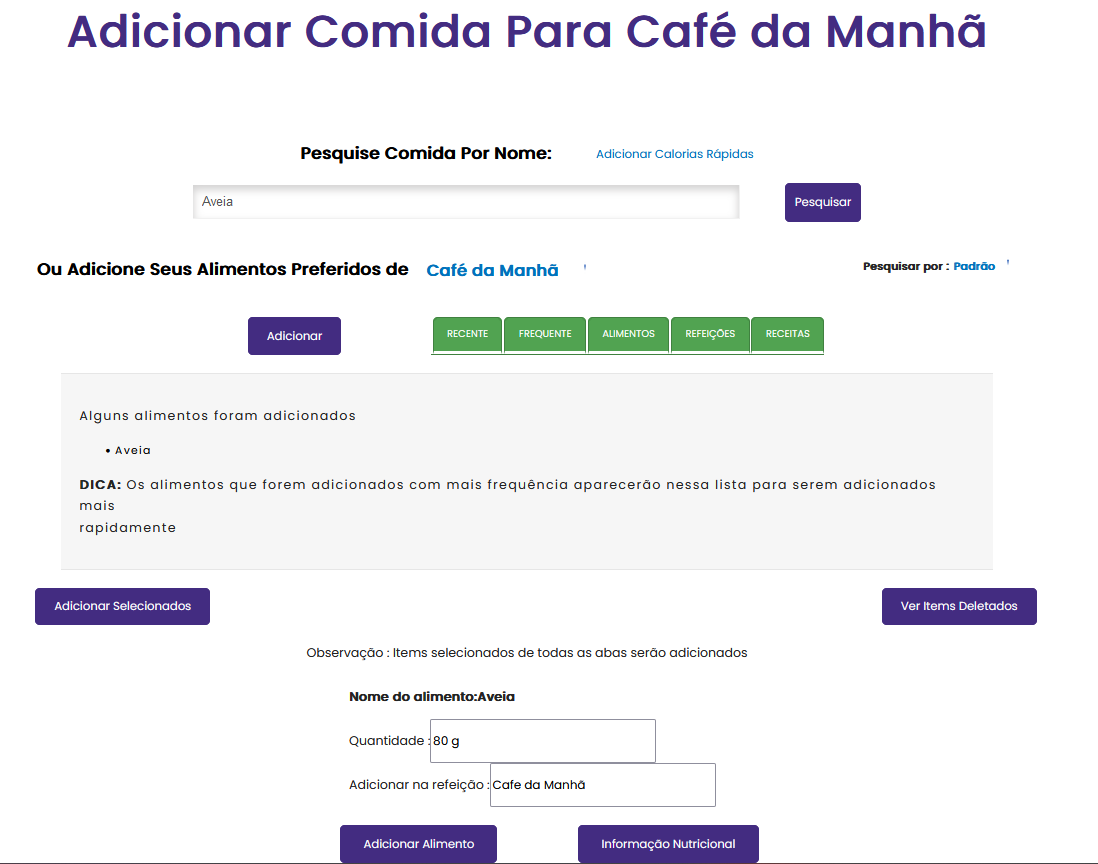 Adicionar Comida Para Café da Manhã
Pesquise Comida Por Nome:
Adicionar Calorias Rápidas
Aveia
Pesquisar
Ou Adicione Seus Alimentos Preferidos de Café da Manhã
Pesquisar por : Padrão
Adicionar
RECENTE
FREQUENTE
ALIMENTOS
REFEIÇÕES
RECEITAS
Alguns alimentos foram adicionados
• Aveia
DICA: Os alimentos que forem adicionados com mais frequência aparecerão nessa lista para serem adicionados
mais
rapidamente
Adicionar Selecionados
Ver Items Deletados
Observação : Items selecionados de todas as abas serão adicionados
Nome do alimento:Aveia
Quantidade :80 g
Adicionar na refeição :Cafe da Manhã
Adicionar Alimento
Informação Nutricional